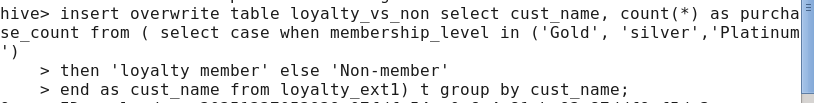 hive> insert overwrite table loyalty_vs_non select cust_name, count(*) as purcha
se_count from ( select case when membership_level in ('Gold', 'silver','Platinum
')
    > then 'loyalty member' else 'Non-member'
    > end as cust_name from loyalty_ext1) t group by cust_name;